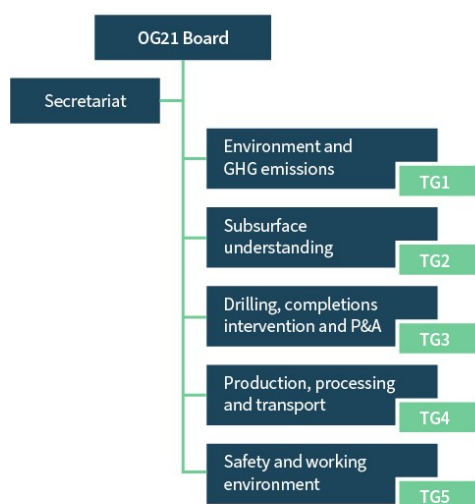 OG21 Board
Secretariat
Environment and
GHG emissions
TG1
Subsurface
understanding
TG2
Drilling, completions
intervention and P&A
TG3
Production, processing
and transport
TG4
Safety and working
environment
TG5